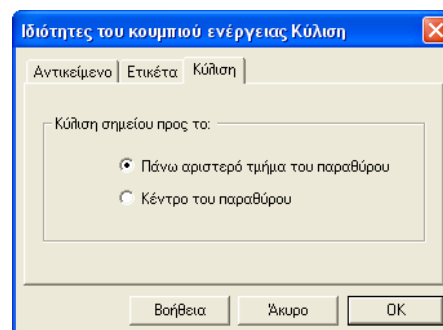 Ιδιότητες του κουμπιού ενέργειας Κύλιση
Αντικείμενο Ετικέτα Κύλιση
Κύλιση σημείου προς το:
Πάνω αριστερό τμήμα του παραθύρου
Κέντρο του παραθύρου
Βοήθεια Άκυρο OK